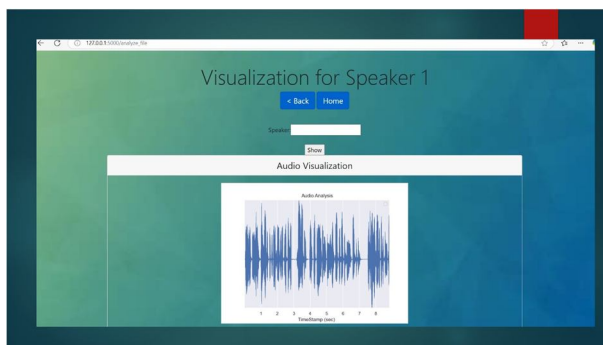 127.0.0.1:5000/analyze_file
Visualization for Speaker 1
< Back Home
Speaker
Show
Audio Visualization
Audio Analysis
1 2 3 4 5 6 7 8
TimeStamp (sec)